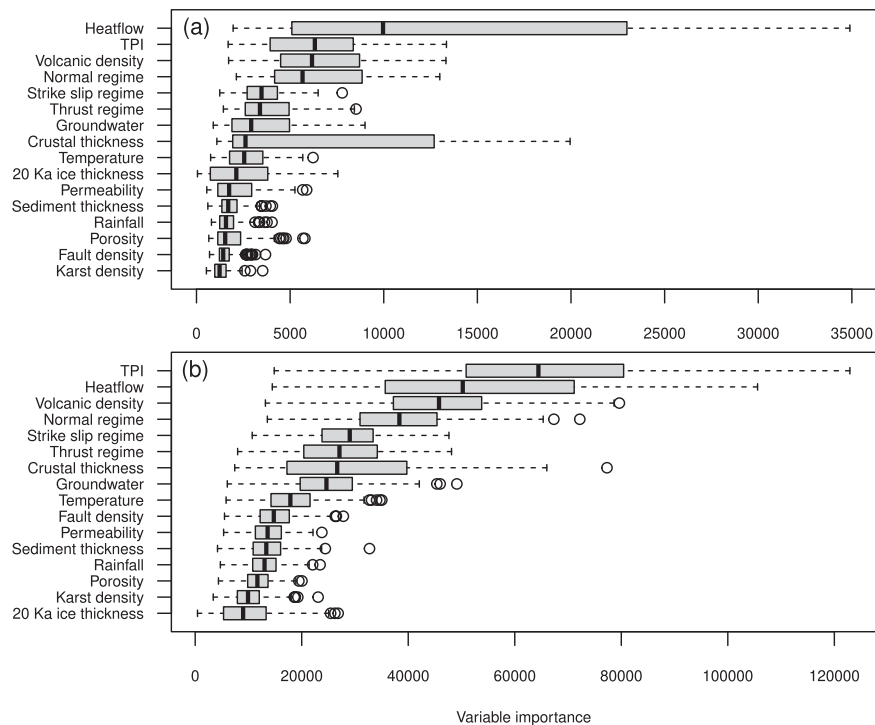 (a)
Heatflow
TPI
Volcanic density
Normal regime
Strike slip regime
Thrust regime
Groundwater
Crustal thickness
Temperature
20 Ka ice thickness
Permeability
Sediment thickness
Rainfall
Porosity
Fault density
Karst density
0 5000 10000 15000 20000 25000 30000 35000
(b)
TPI
Heatflow
Volcanic density
Normal regime
Strike slip regime
Thrust regime
Crustal thickness
Groundwater
Temperature
Fault density
Permeability
Sediment thickness
Rainfall
Porosity
Karst density
20 Ka ice thickness
0 20000 40000 60000 80000 100000 120000
Variable importance